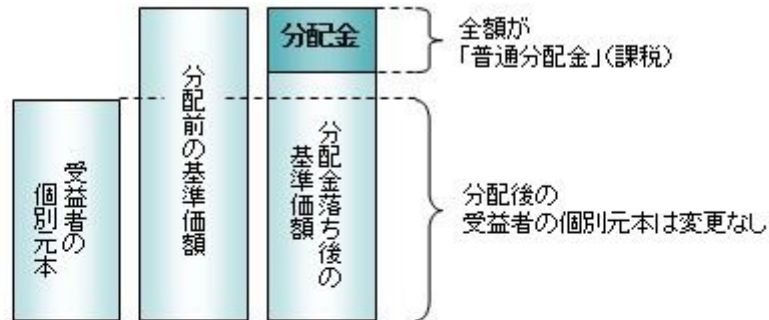 受益者の
個別元本
分配前の基準価額
分配金
分配金落ち後の
基準価額
全額が
「普通分配金」(課税)
分配後の
受益者の個別元本は変更なし